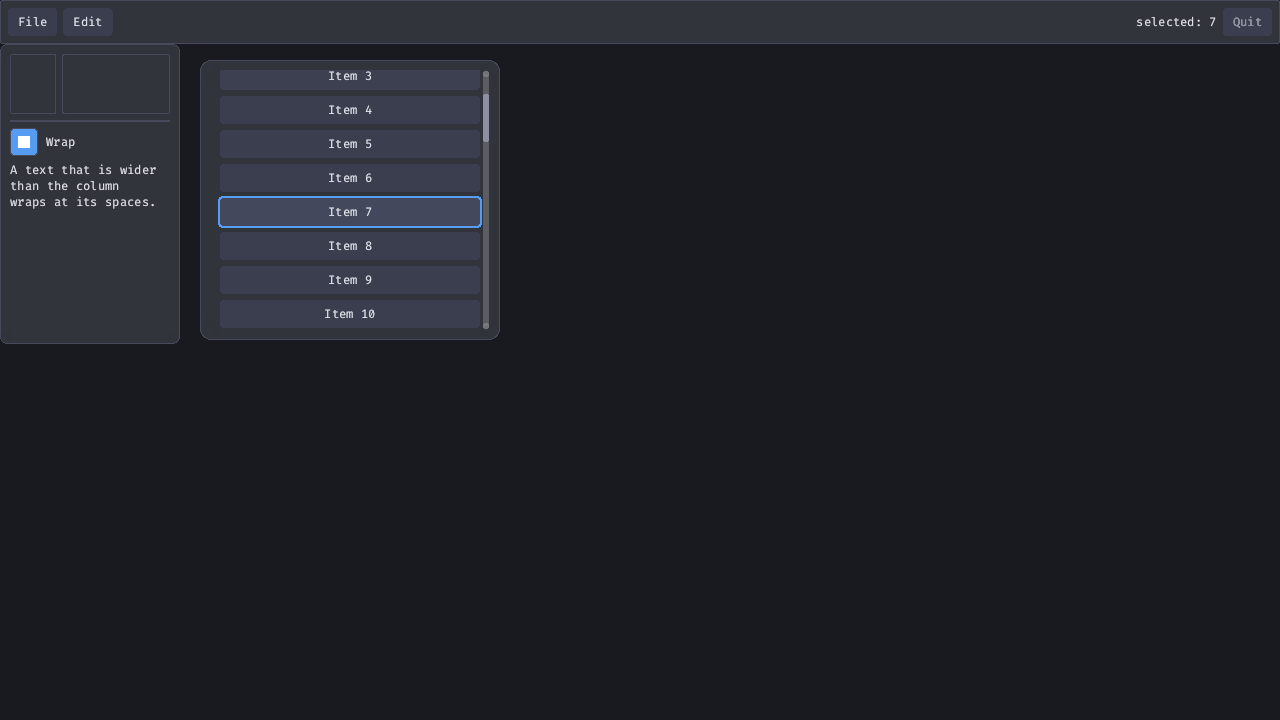 File Edit selected: 7 Quit
Wrap
A text that is wider
than the column
wraps at its spaces.
Item 3
Item 4
Item 5
Item 6
Item 7
Item 8
Item 9
Item 10